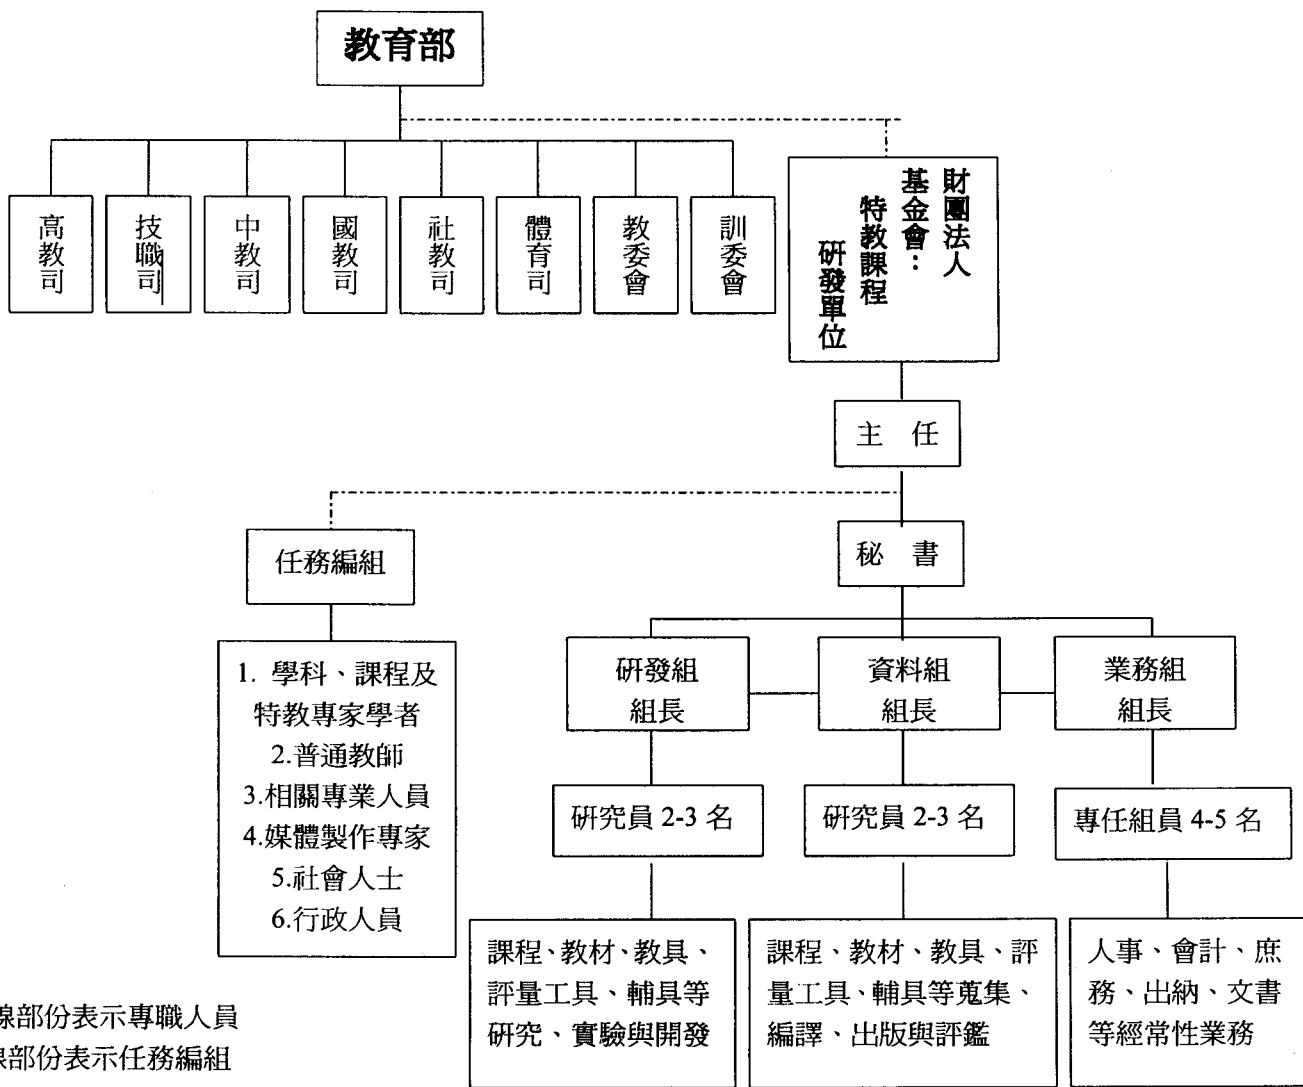 教育部
高教司
技職司
中教司
國教司
社教司
體育司
教委會
訓委會
財團法人
基金會：
特教課程
研發單位
主　任
任務編組
秘　書
1. 學科、課程及
特教專家學者
2.普通教師
3.相關專業人員
4.媒體製作專家
5.社會人士
6.行政人員
研發組
組長
資料組
組長
業務組
組長
研究員 2-3 名
研究員 2-3 名
專任組員 4-5 名
課程、教材、教具、
評量工具、輔具等
研究、實驗與開發
課程、教材、教具、評
量工具、輔具等蒐集、
編譯、出版與評鑑
人事、會計、庶
務、出納、文書
等經常性業務
線部份表示專職人員
線部份表示任務編組